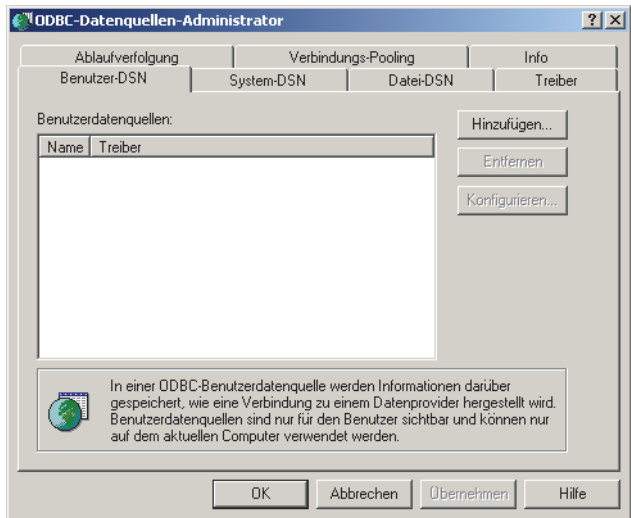 ODBC-Datenquellen-Administrator
Ablaufverfolgung Verbindungs-Pooling Info
Benutzer-DSN System-DSN Datei-DSN Treiber
Benutzerdatenquellen:
Hinzufügen...
Name Treiber
Entfernen
Konfigurieren...
In einer ODBC-Benutzerdatenquelle werden Informationen darüber
gespeichert, wie eine Verbindung zu einem Datenprovider hergestellt wird.
Benutzerdatenquellen sind nur für den Benutzer sichtbar und können nur
auf dem aktuellen Computer verwendet werden.
OK Abbrechen Übernehmen Hilfe